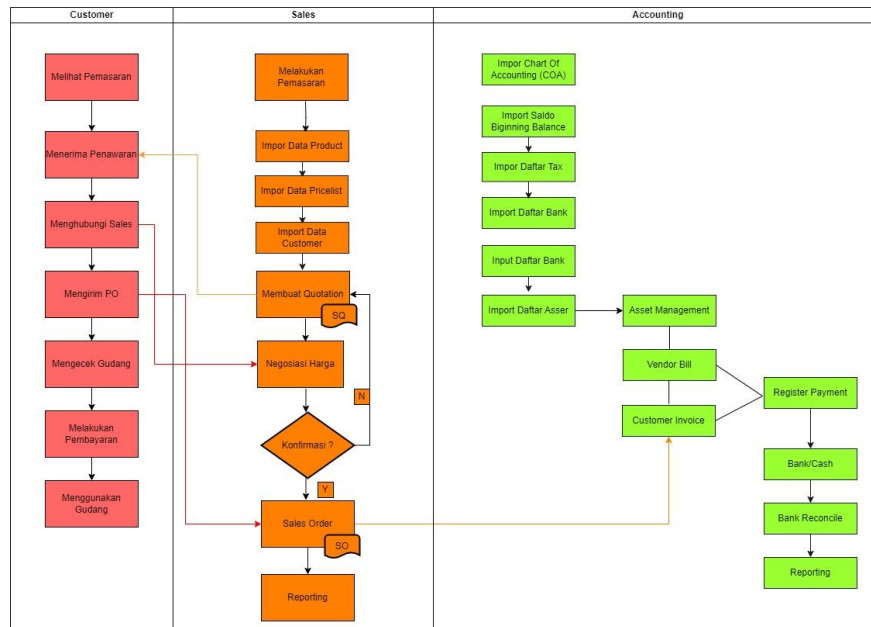 Customer
Sales
Accounting
Melihat Pemasaran
Menerima Penawaran
Menghubungi Sales
Mengirim PO
Mengecek Gudang
Melakukan
Pembayaran
Menggunakan
Gudang
Melakukan
Pemasaran
Impor Data Product
Impor Data Pricelist
Import Data
Customer
Membuat Quotation
SQ
Negosiasi Harga
N
Konfirmasi ?
Y
Sales Order
SO
Reporting
Impor Chart Of
Accounting (COA)
Import Saldo
Biginning Balance
Impor Daftar Tax
Import Daftar Bank
Input Daftar Bank
Import Daftar Asser
Asset Management
Vendor Bill
Customer Invoice
Register Payment
Bank/Cash
Bank Reconcile
Reporting